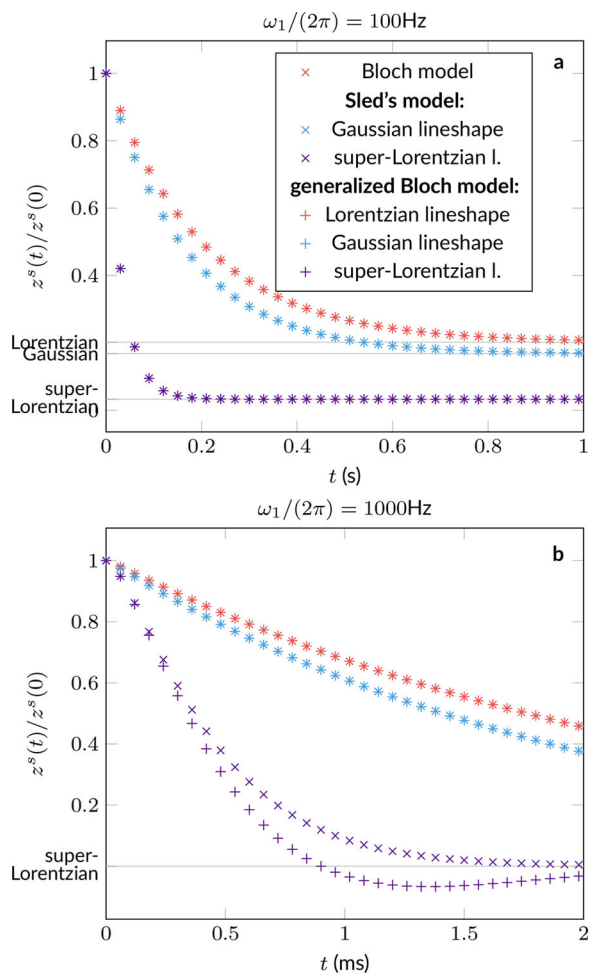 ω₁/(2π) = 100Hz
a
1
Bloch model
Sled's model:
Gaussian lineshape
super-Lorentzian l.
generalized Bloch model:
Lorentzian lineshape
Gaussian lineshape
super-Lorentzian l.
zˢ(t)/zˢ(0)
0.8
0.4
Lorentzian
Gaussian
super-
Lorentzian
0
0 0.2 0.4 0.6 0.8 1
t (s)
ω₁/(2π) = 1000Hz
b
1
0.8
0.6
zˢ(t)/zˢ(0)
0.4
0.2
super-
Lorentzian
0 0.5 1 1.5 2
t (ms)